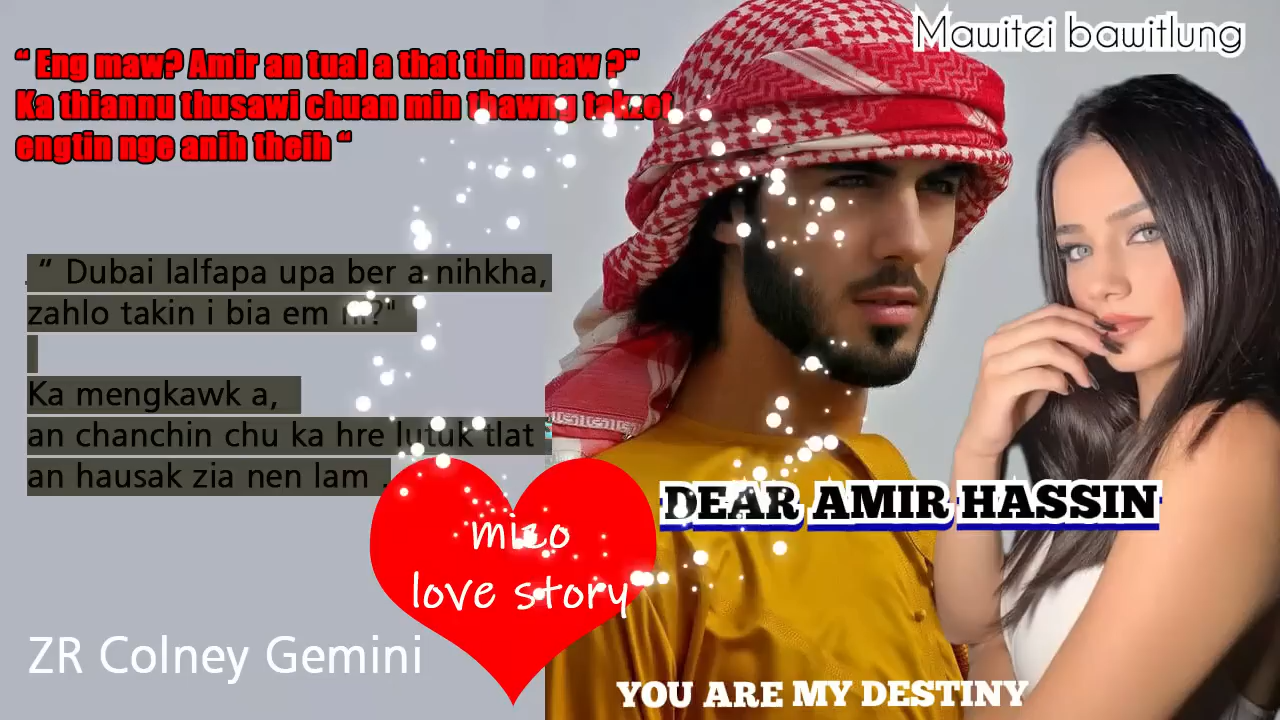 Mawitei bawitlung
“ Eng maw? Amir an tual a that thin maw ?"
Ka thiannu thusawi chuan min thawng takzet
engtin nge anih theih “
. “ Dubai lalfapa upa ber a nihkha,
zahlo takin i bia em ni?"
Ka mengkawk a,
an chanchin chu ka hre lutuk tlat
an hausak zia nen lam .
DEAR AMIR HASSIN
mizo
love story
ZR Colney Gemini
YOU ARE MY DESTINY